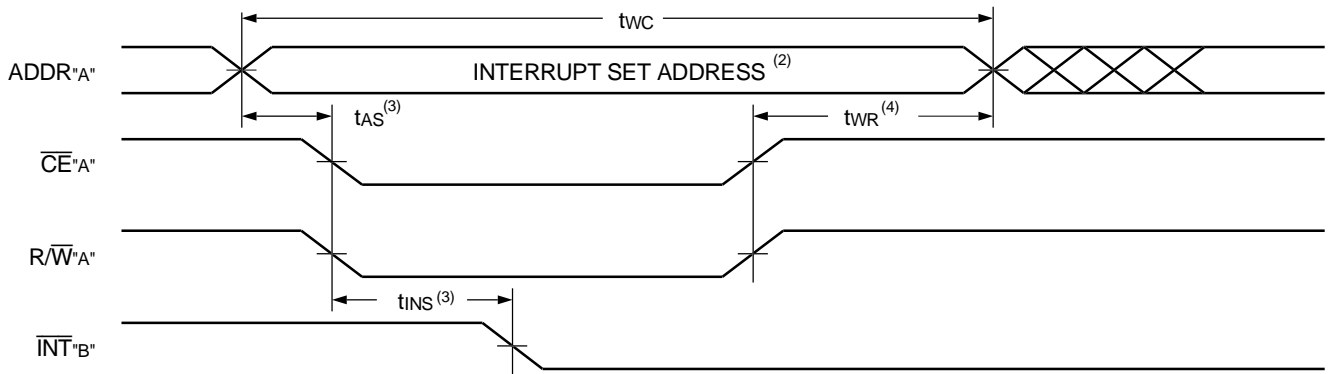 tWC
ADDR"A"
INTERRUPT SET ADDRESS (2)
tAS(3)
tWR(4)
CE"A"
R/W"A"
tINS(3)
INT"B"